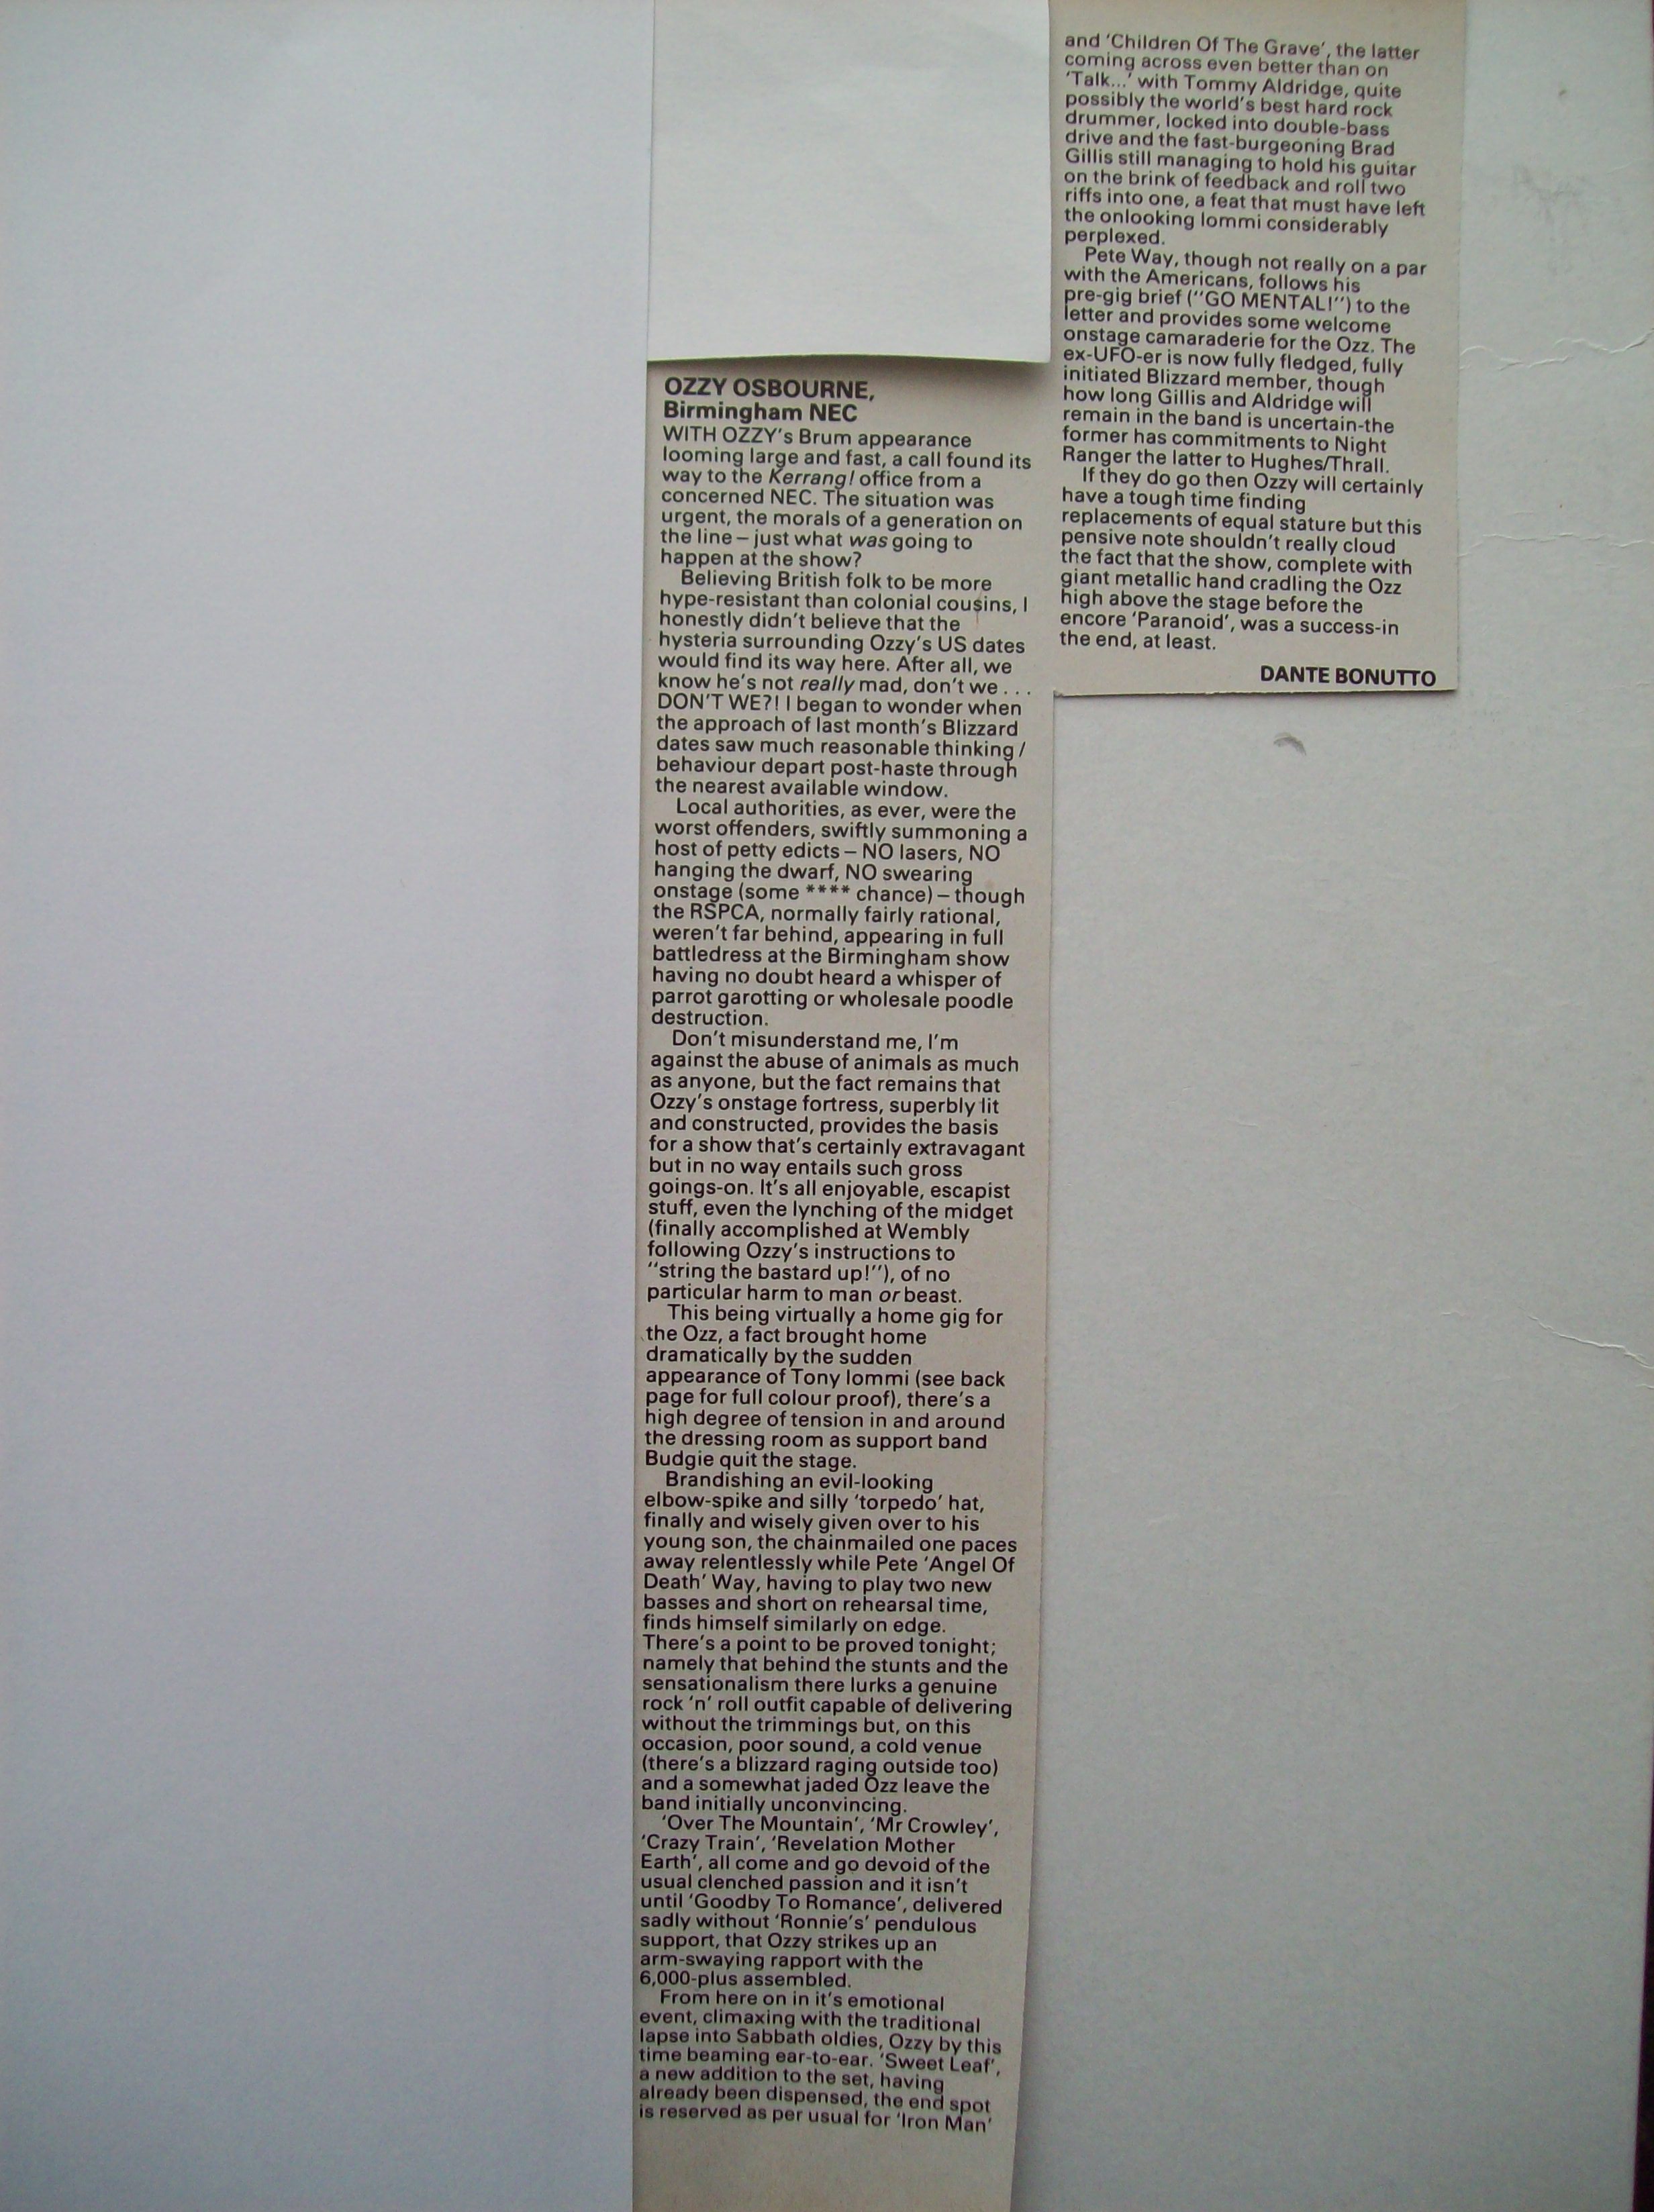 OZZY OSBOURNE,
Birmingham NEC
WITH OZZY's Brum appearance
looming large and fast, a call found its
way to the Kerrang! office from a
concerned NEC. The situation was
urgent, the morals of a generation on
the line – just what was going to
happen at the show?
Believing British folk to be more
hype-resistant than colonial cousins, I
honestly didn't believe that the
hysteria surrounding Ozzy's US dates
would find its way here. After all, we
know he's not really mad, don't we . . .
DON'T WE?! I began to wonder when
the approach of last month's Blizzard
dates saw much reasonable thinking /
behaviour depart post-haste through
the nearest available window.
Local authorities, as ever, were the
worst offenders, swiftly summoning a
host of petty edicts – NO lasers, NO
hanging the dwarf, NO swearing
onstage (some **** chance) – though
the RSPCA, normally fairly rational,
weren't far behind, appearing in full
battledress at the Birmingham show
having no doubt heard a whisper of
parrot garotting or wholesale poodle
destruction.
Don't misunderstand me, I'm
against the abuse of animals as much
as anyone, but the fact remains that
Ozzy's onstage fortress, superbly lit
and constructed, provides the basis
for a show that's certainly extravagant
but in no way entails such gross
goings-on. It's all enjoyable, escapist
stuff, even the lynching of the midget
(finally accomplished at Wembly
following Ozzy's instructions to
"string the bastard up!"), of no
particular harm to man or beast.
This being virtually a home gig for
the Ozz, a fact brought home
dramatically by the sudden
appearance of Tony Iommi (see back
page for full colour proof), there's a
high degree of tension in and around
the dressing room as support band
Budgie quit the stage.
Brandishing an evil-looking
elbow-spike and silly 'torpedo' hat,
finally and wisely given over to his
young son, the chainmailed one paces
away relentlessly while Pete 'Angel Of
Death' Way, having to play two new
basses and short on rehearsal time,
finds himself similarly on edge.
There's a point to be proved tonight;
namely that behind the stunts and the
sensationalism there lurks a genuine
rock 'n' roll outfit capable of delivering
without the trimmings but, on this
occasion, poor sound, a cold venue
(there's a blizzard raging outside too)
and a somewhat jaded Ozz leave the
band initially unconvincing.
'Over The Mountain', 'Mr Crowley',
'Crazy Train', 'Revelation Mother
Earth', all come and go devoid of the
usual clenched passion and it isn't
until 'Goodby To Romance', delivered
sadly without 'Ronnie's' pendulous
support, that Ozzy strikes up an
arm-swaying rapport with the
6,000-plus assembled.
From here on in it's emotional
event, climaxing with the traditional
lapse into Sabbath oldies, Ozzy by this
time beaming ear-to-ear. 'Sweet Leaf',
a new addition to the set, having
already been dispensed, the end spot
is reserved as per usual for 'Iron Man'
and 'Children Of The Grave', the latter
coming across even better than on
'Talk...' with Tommy Aldridge, quite
possibly the world's best hard rock
drummer, locked into double-bass
drive and the fast-burgeoning Brad
Gillis still managing to hold his guitar
on the brink of feedback and roll two
riffs into one, a feat that must have left
the onlooking Iommi considerably
perplexed.
Pete Way, though not really on a par
with the Americans, follows his
pre-gig brief ("GO MENTAL!") to the
letter and provides some welcome
onstage camaraderie for the Ozz. The
ex-UFO-er is now fully fledged, fully
initiated Blizzard member, though
how long Gillis and Aldridge will
remain in the band is uncertain-the
former has commitments to Night
Ranger the latter to Hughes/Thrall.
If they do go then Ozzy will certainly
have a tough time finding
replacements of equal stature but this
pensive note shouldn't really cloud
the fact that the show, complete with
giant metallic hand cradling the Ozz
high above the stage before the
encore 'Paranoid', was a success-in
the end, at least.
DANTE BONUTTO